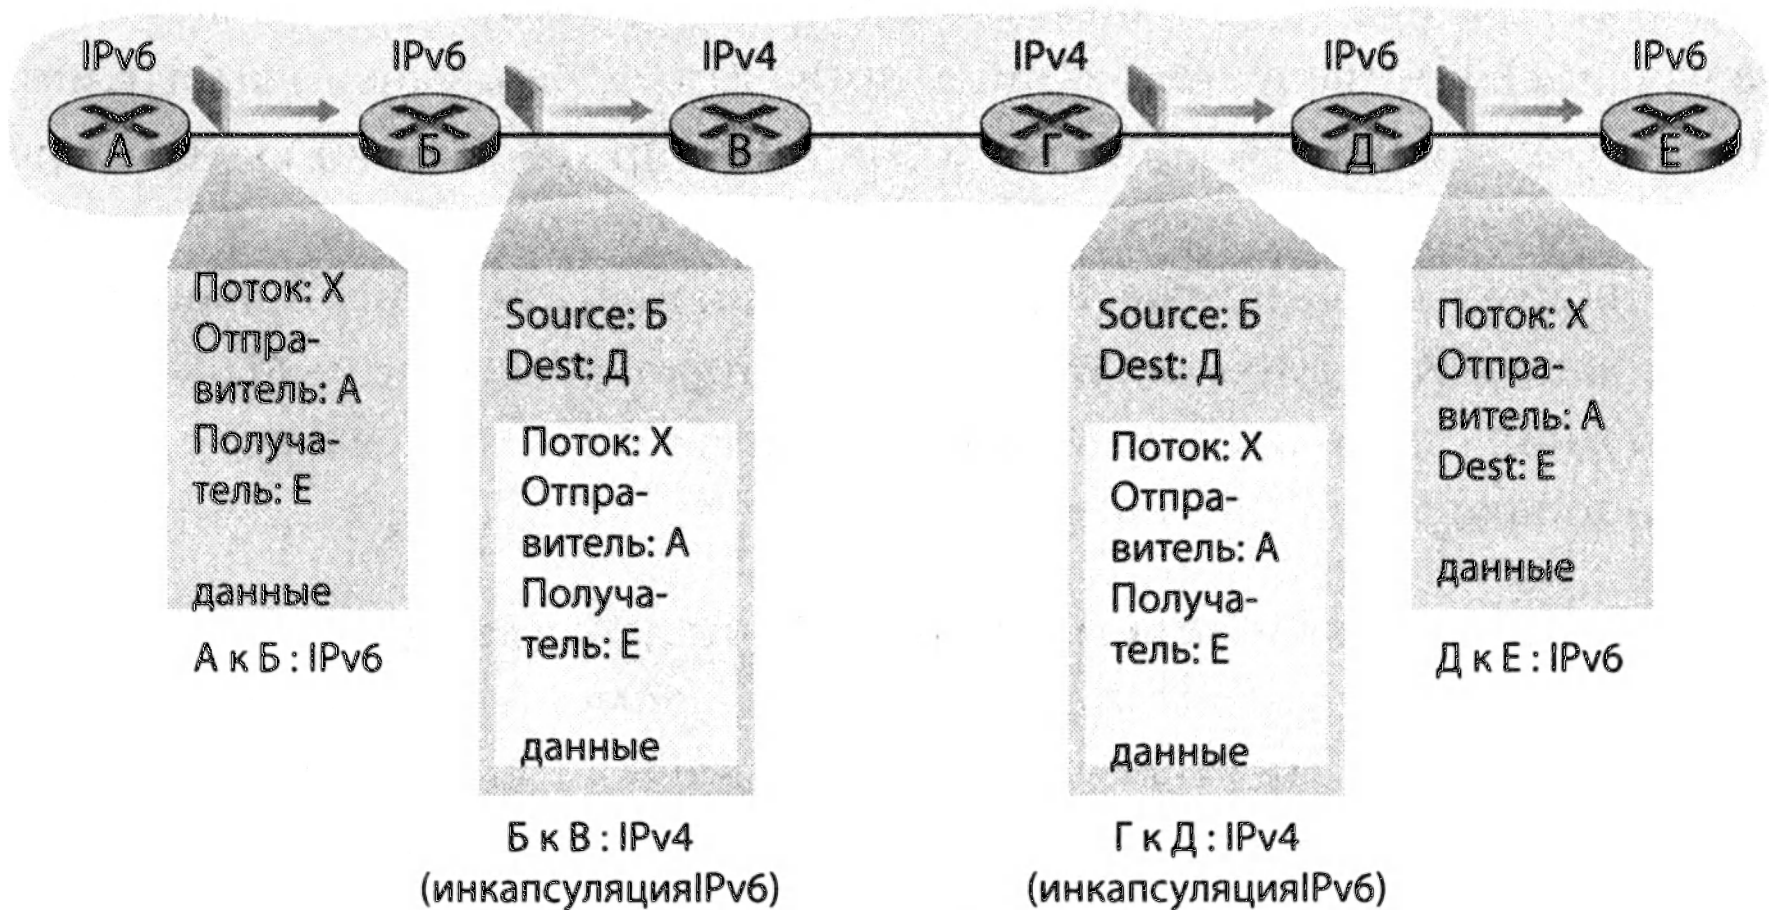 IPv6
IPv6
IPv4
IPv4
IPv6
IPv6
А
Б
В
Г
Д
Е
Поток: X
Отпра-
витель: А
Получа-
тель: Е
данные
А к Б : IPv6
Source: Б
Dest: Д
Поток: X
Отпра-
витель: А
Получа-
тель: Е
данные
Б к В : IPv4
(инкапсуляцияIPv6)
Source: Б
Dest: Д
Поток: X
Отпра-
витель: А
Получа-
тель: Е
данные
Г к Д : IPv4
(инкапсуляцияIPv6)
Поток: X
Отпра-
витель: А
Dest: Е
данные
Д к Е : IPv6